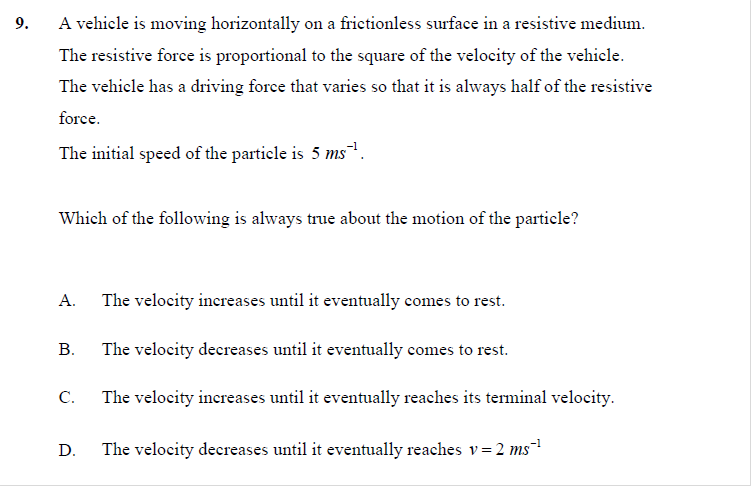 9. A vehicle is moving horizontally on a frictionless surface in a resistive medium.
The resistive force is proportional to the square of the velocity of the vehicle.
The vehicle has a driving force that varies so that it is always half of the resistive
force.
The initial speed of the particle is 5 ms⁻¹.
Which of the following is always true about the motion of the particle?
A. The velocity increases until it eventually comes to rest.
B. The velocity decreases until it eventually comes to rest.
C. The velocity increases until it eventually reaches its terminal velocity.
D. The velocity decreases until it eventually reaches v = 2 ms⁻¹